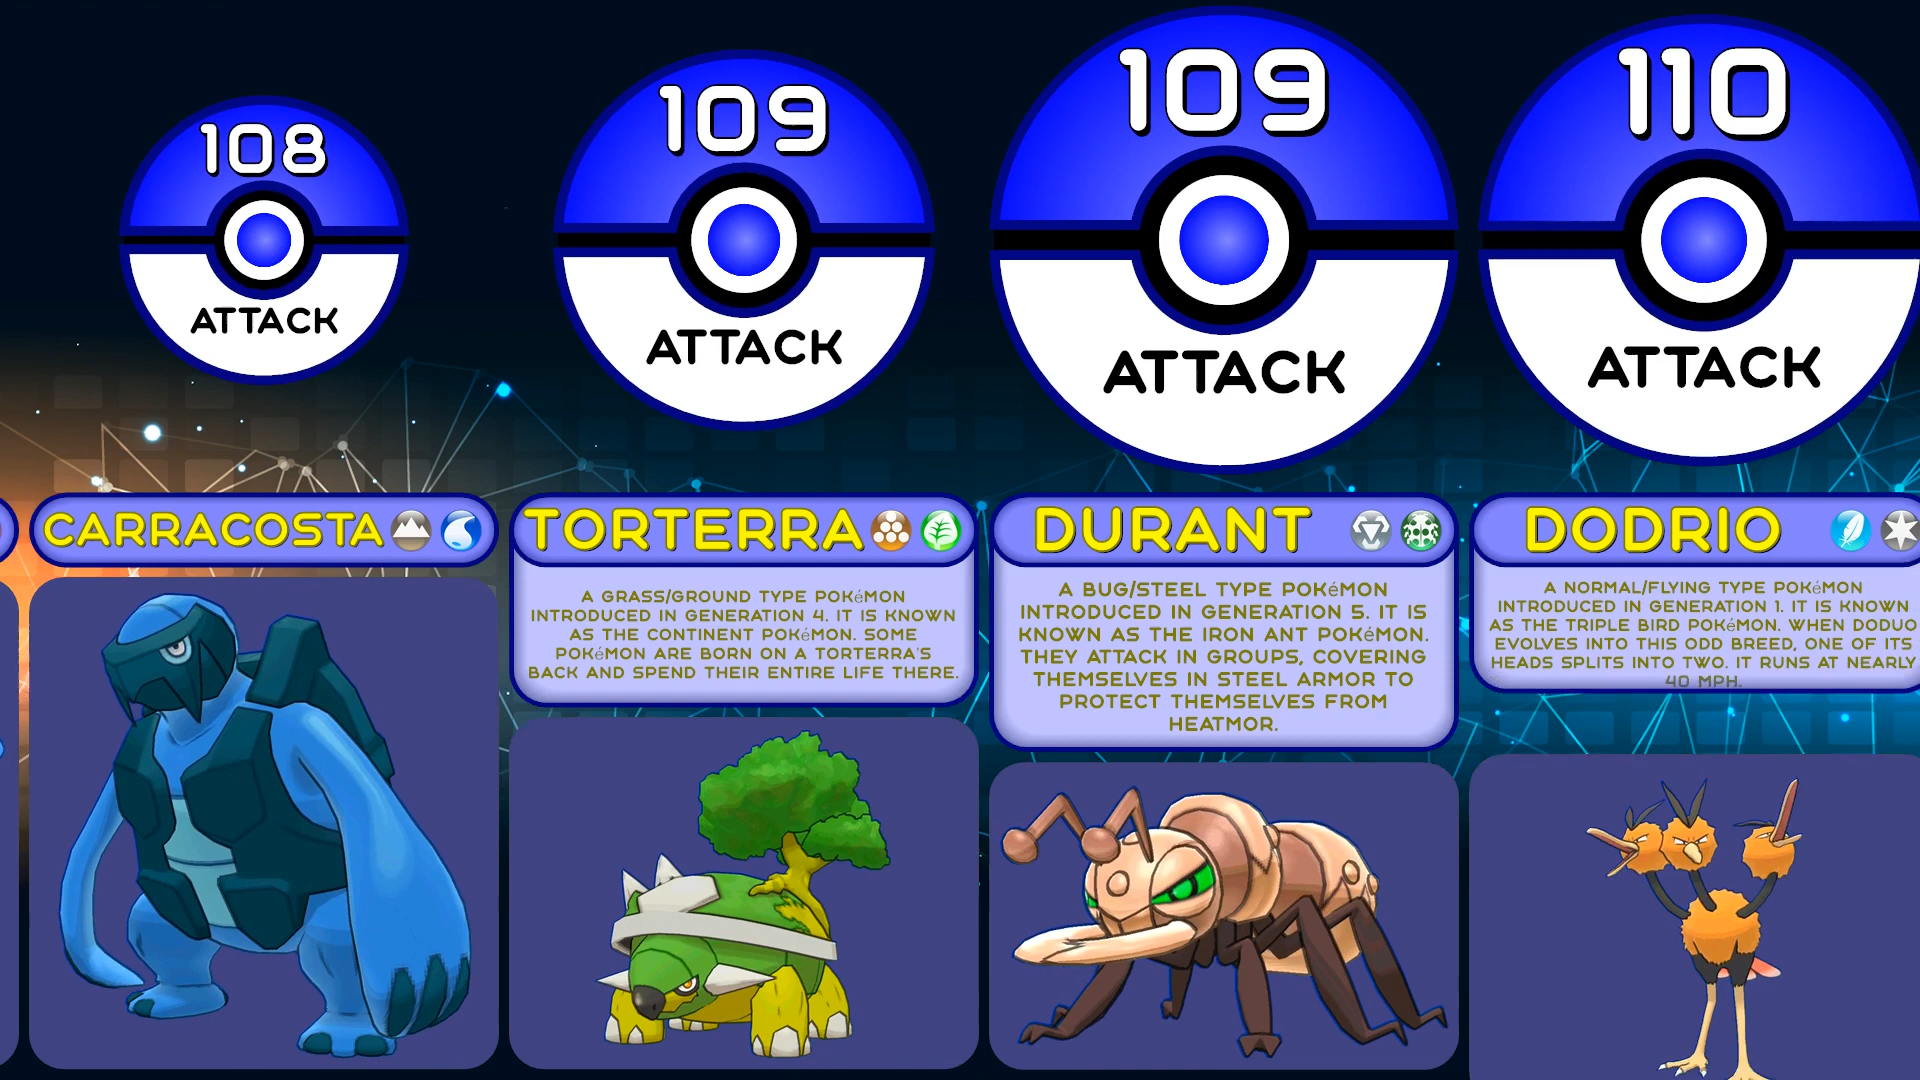 108
ATTACK
CARRACOSTA
109
ATTACK
TORTERRA
A GRASS/GROUND TYPE POKéMON
INTRODUCED IN GENERATION 4. IT IS KNOWN
AS THE CONTINENT POKéMON. SOME
POKéMON ARE BORN ON A TORTERRA'S
BACK AND SPEND THEIR ENTIRE LIFE THERE.
109
ATTACK
DURANT
A BUG/STEEL TYPE POKéMON
INTRODUCED IN GENERATION 5. IT IS
KNOWN AS THE IRON ANT POKéMON.
THEY ATTACK IN GROUPS, COVERING
THEMSELVES IN STEEL ARMOR TO
PROTECT THEMSELVES FROM
HEATMOR.
110
ATTACK
DODRIO
A NORMAL/FLYING TYPE POKéMON
INTRODUCED IN GENERATION 1. IT IS KNOWN
AS THE TRIPLE BIRD POKéMON. WHEN DODUO
EVOLVES INTO THIS ODD BREED, ONE OF ITS
HEADS SPLITS INTO TWO. IT RUNS AT NEARLY
40 MPH.